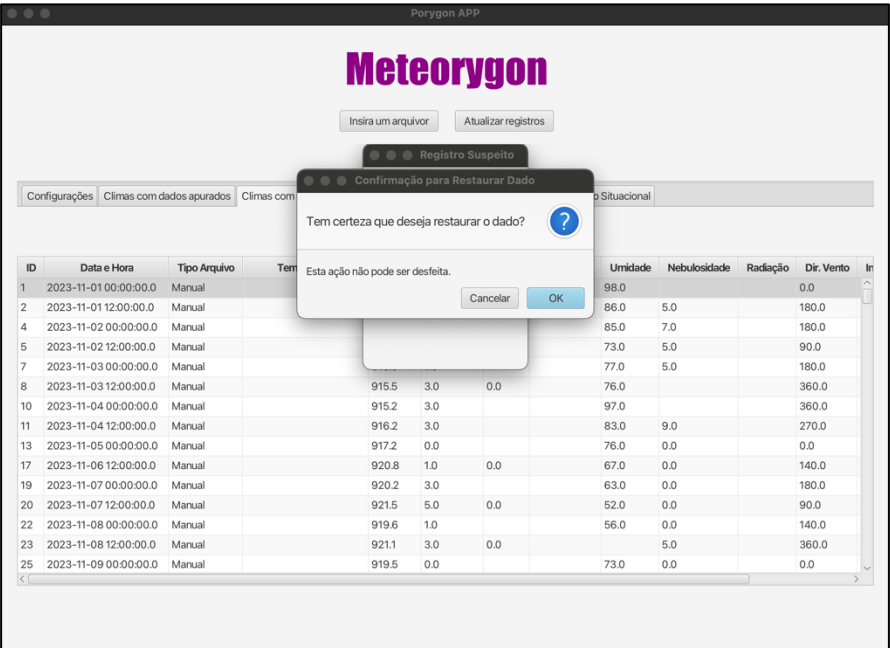 Porygon APP
Meteorygon
Insira um arquivor Atualizar registros
Registro Suspeito
Confirmação para Restaurar Dado
Configurações Climas com dados apurados Climas com o Situacional
Tem certeza que deseja restaurar o dado? ?
Esta ação não pode ser desfeita.
Cancelar OK
ID Data e Hora Tipo Arquivo Tem Umidade Nebulosidade Radiação Dir. Vento In
1 2023-11-01 00:00:00.0 Manual 98.0 0.0
2 2023-11-01 12:00:00.0 Manual 86.0 5.0 180.0
4 2023-11-02 00:00:00.0 Manual 85.0 7.0 180.0
5 2023-11-02 12:00:00.0 Manual 73.0 5.0 90.0
7 2023-11-03 00:00:00.0 Manual 77.0 5.0 180.0
8 2023-11-03 12:00:00.0 Manual 915.5 3.0 0.0 76.0 360.0
10 2023-11-04 00:00:00.0 Manual 915.2 3.0 97.0 360.0
11 2023-11-04 12:00:00.0 Manual 916.2 3.0 83.0 9.0 270.0
13 2023-11-05 00:00:00.0 Manual 917.2 0.0 76.0 0.0 0.0
17 2023-11-06 12:00:00.0 Manual 920.8 1.0 0.0 67.0 0.0 140.0
19 2023-11-07 00:00:00.0 Manual 920.2 3.0 63.0 0.0 180.0
20 2023-11-07 12:00:00.0 Manual 921.5 5.0 0.0 52.0 0.0 90.0
22 2023-11-08 00:00:00.0 Manual 919.6 1.0 56.0 0.0 140.0
23 2023-11-08 12:00:00.0 Manual 921.1 3.0 0.0 5.0 360.0
25 2023-11-09 00:00:00.0 Manual 919.5 0.0 73.0 0.0 0.0